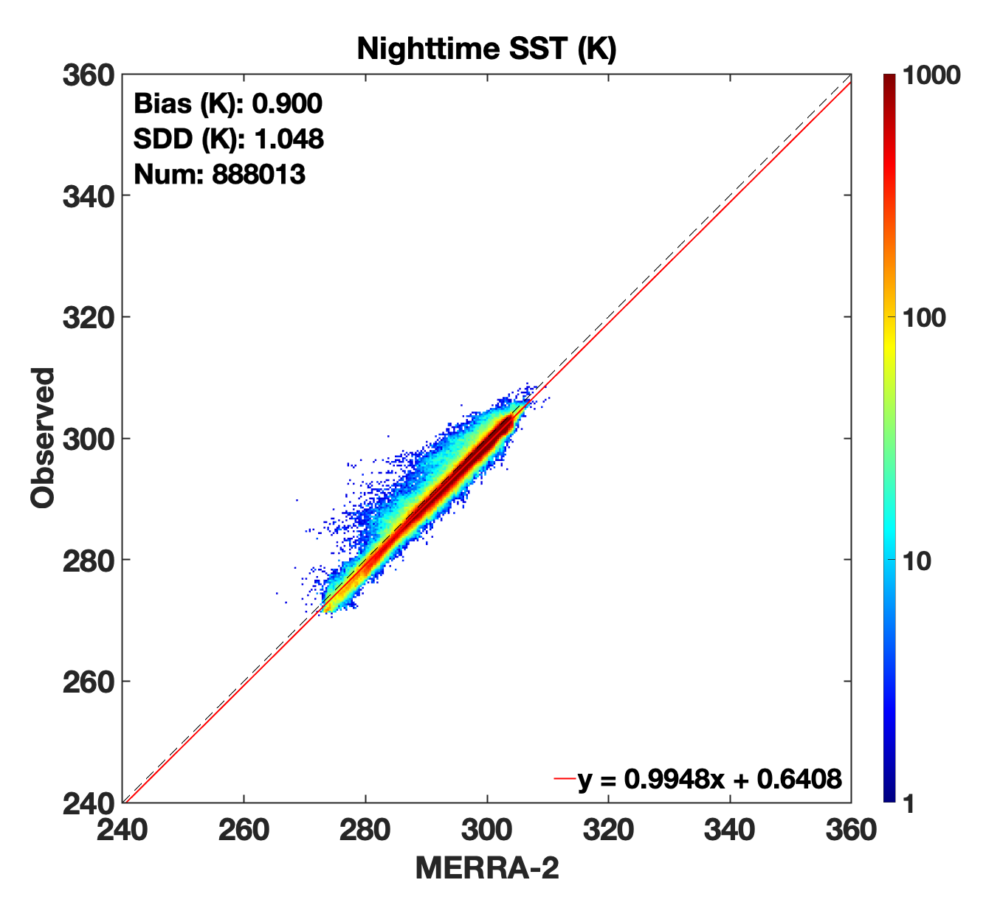 Nighttime SST (K)
360
340
320
300
280
260
240
Observed
Bias (K): 0.900
SDD (K): 1.048
Num: 888013
y = 0.9948x + 0.6408
240
260
280
300
320
340
360
MERRA-2
1000
100
10
1